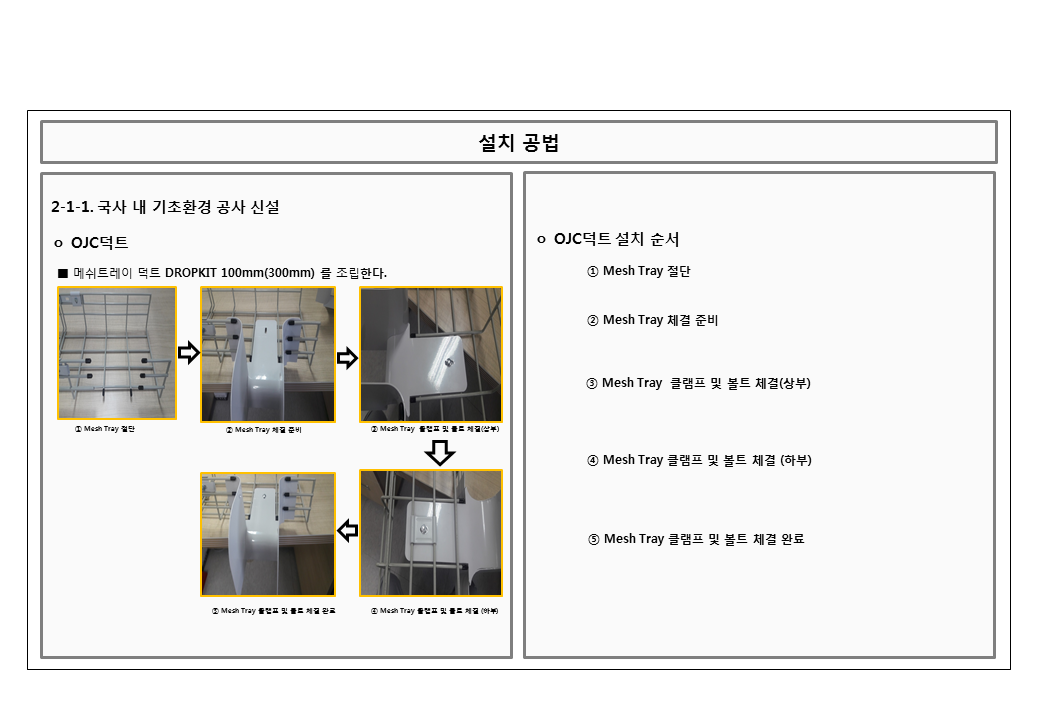 설치 공법
2-1-1. 국사 내 기초환경 공사 신설
o OJC덕트
■ 메쉬트레이 덕트 DROPKIT 100mm(300mm) 를 조립한다.
① Mesh Tray 절단
② Mesh Tray 체결 준비
③ Mesh Tray 클램프 및 볼트 체결(상부)
⑤ Mesh Tray 클램프 및 볼트 체결 완료
④ Mesh Tray 클램프 및 볼트 체결 (하부)
o OJC덕트 설치 순서
① Mesh Tray 절단
② Mesh Tray 체결 준비
③ Mesh Tray 클램프 및 볼트 체결(상부)
④ Mesh Tray 클램프 및 볼트 체결 (하부)
⑤ Mesh Tray 클램프 및 볼트 체결 완료